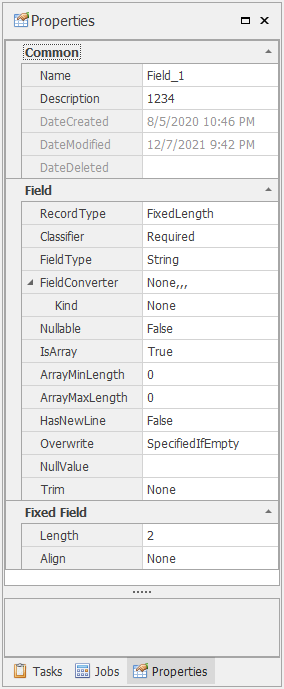 Properties
Common
Name Field_1
Description 1234
DateCreated 8/5/2020 10:46 PM
DateModified 12/7/2021 9:42 PM
DateDeleted
Field
RecordType FixedLength
Classifier Required
FieldType String
FieldConverter None,,,
Kind None
Nullable False
IsArray True
ArrayMinLength 0
ArrayMaxLength 0
HasNewLine False
Overwrite SpecifiedIfEmpty
NullValue
Trim None
Fixed Field
Length 2
Align None
Tasks Jobs Properties